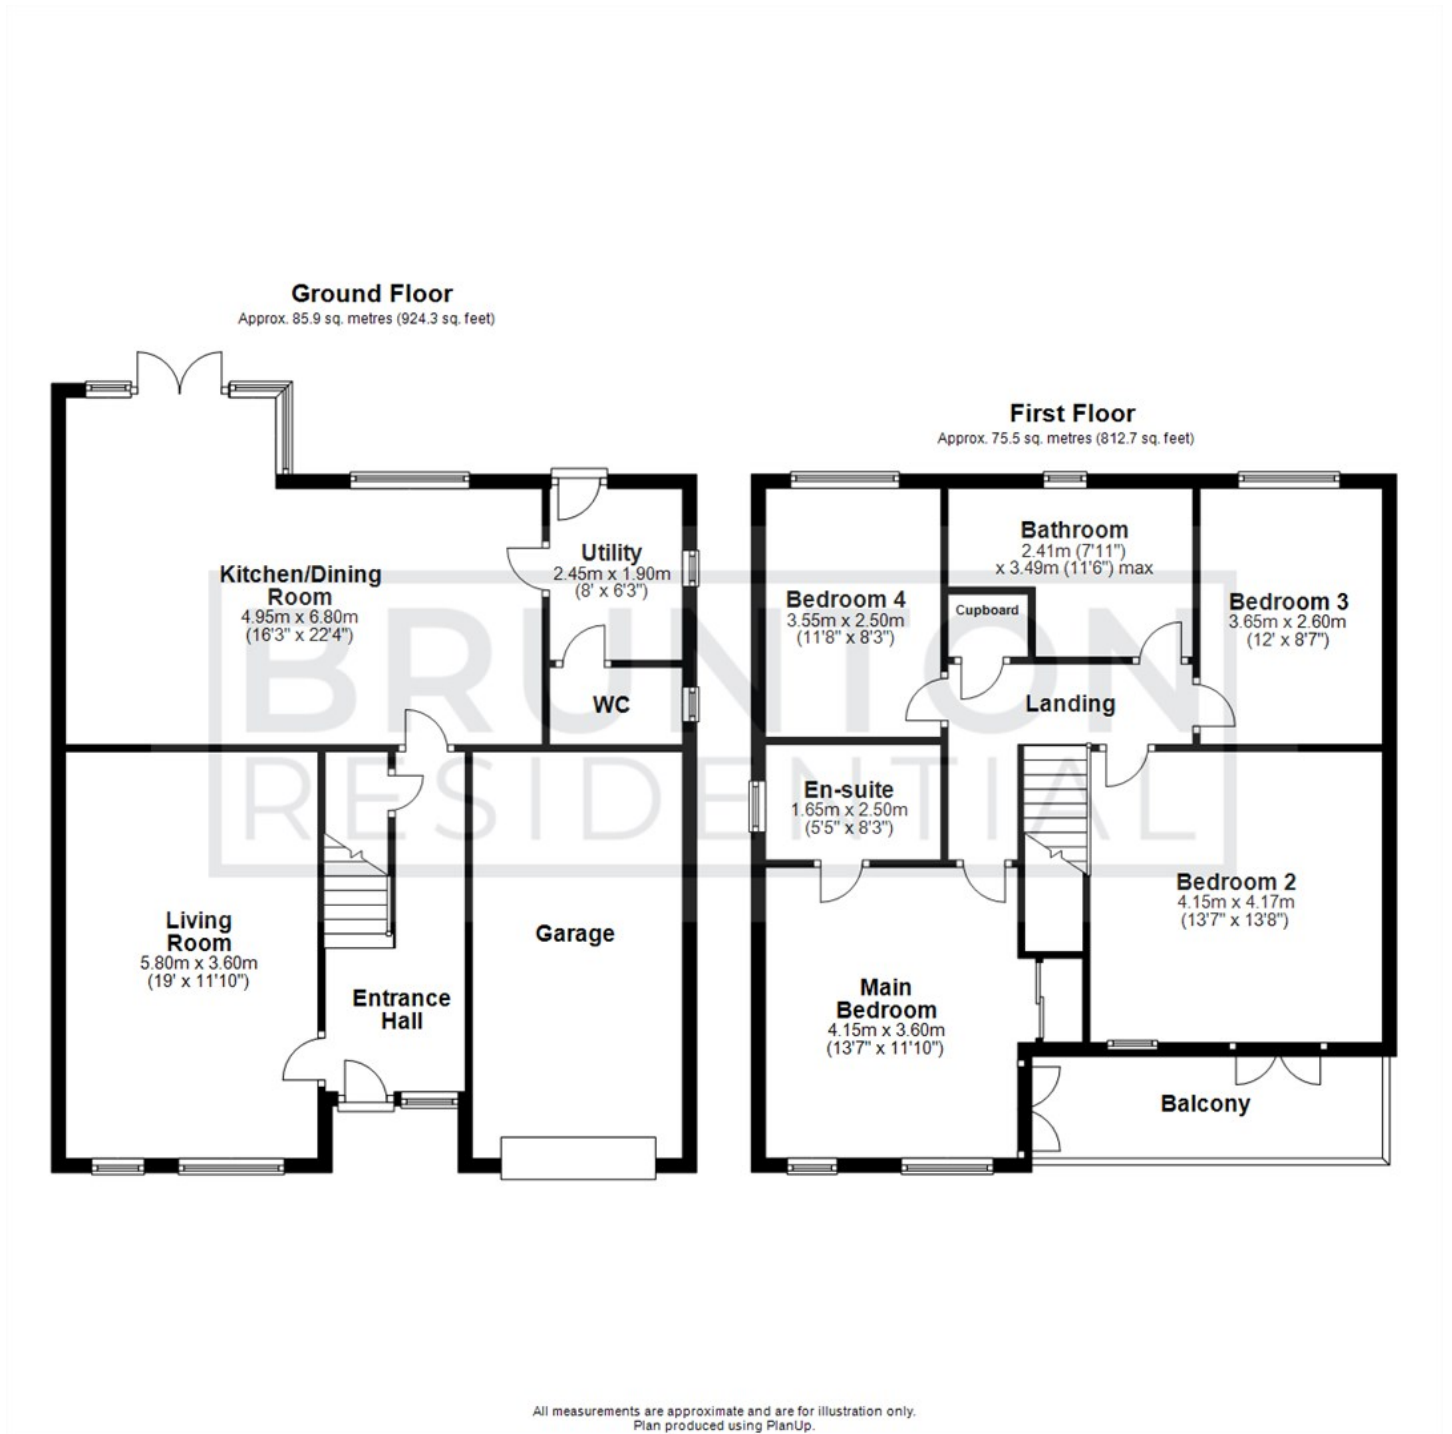 Ground Floor
Approx. 85.9 sq. metres (924.3 sq. feet)
Kitchen/Dining
Room
4.95m x 6.80m
(16'3" x 22'4")
Utility
2.45m x 1.90m
(8' x 6'3")
WC
Living
Room
5.80m x 3.60m
(19' x 11'10")
Entrance
Hall
Garage
First Floor
Approx. 75.5 sq. metres (812.7 sq. feet)
Bedroom 4
3.55m x 2.50m
(11'8" x 8'3")
Bathroom
2.41m (7'11")
x 3.49m (11'6") max
Cupboard
Bedroom 3
3.65m x 2.60m
(12' x 8'7")
Landing
En-suite
1.65m x 2.50m
(5'5" x 8'3")
Bedroom 2
4.15m x 4.17m
(13'7" x 13'8")
Main
Bedroom
4.15m x 3.60m
(13'7" x 11'10")
Balcony
BRUNTON
RESIDENTIAL
All measurements are approximate and are for illustration only.
Plan produced using PlanUp.